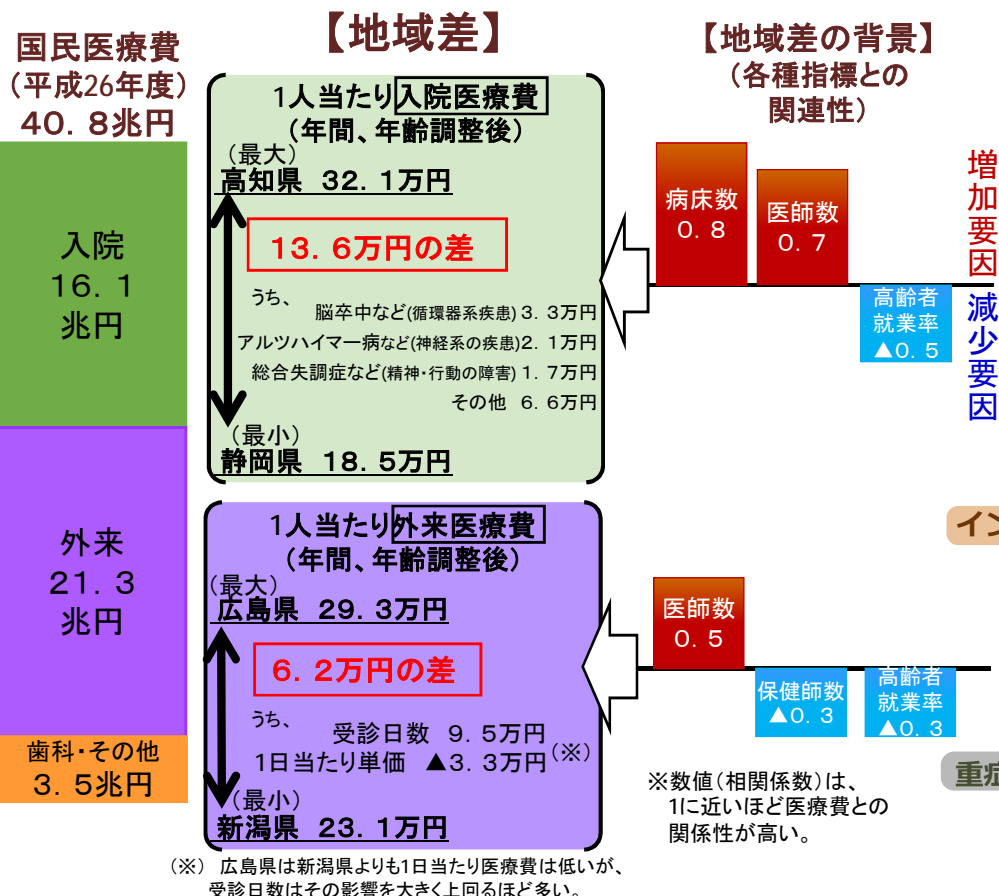 国民医療費
（平成26年度）
40．8兆円
入院
16．1
兆円
外来
21．3
兆円
歯科・その他
3．5兆円
【地域差】
1人当たり入院医療費
（年間、年齢調整後）
（最大）
高知県　32．1万円
13．6万円の差
うち、
脳卒中など(循環器系疾患)3．3万円
アルツハイマー病など(神経系の疾患)2．1万円
総合失調症など(精神・行動の障害)1．7万円
その他　6．6万円
（最小）
静岡県　18．5万円
1人当たり外来医療費
（年間、年齢調整後）
（最大）
広島県　29．3万円
6．2万円の差
うち、
受診日数　9．5万円
1日当たり単価　▲3．3万円（※）
（最小）
新潟県　23．1万円
（※）　広島県は新潟県よりも1日当たり医療費は低いが、
受診日数はその影響を大きく上回るほど多い。
【地域差の背景】
（各種指標との
関連性）
病床数
0．8
医師数
0．7
高齢者
就業率
▲0．5
増加要因
減少要因
イン
医師数
0．5
保健師数
▲0．3
高齢者
就業率
▲0．3
重症
※数値（相関係数）は、
1に近いほど医療費との
関係性が高い。